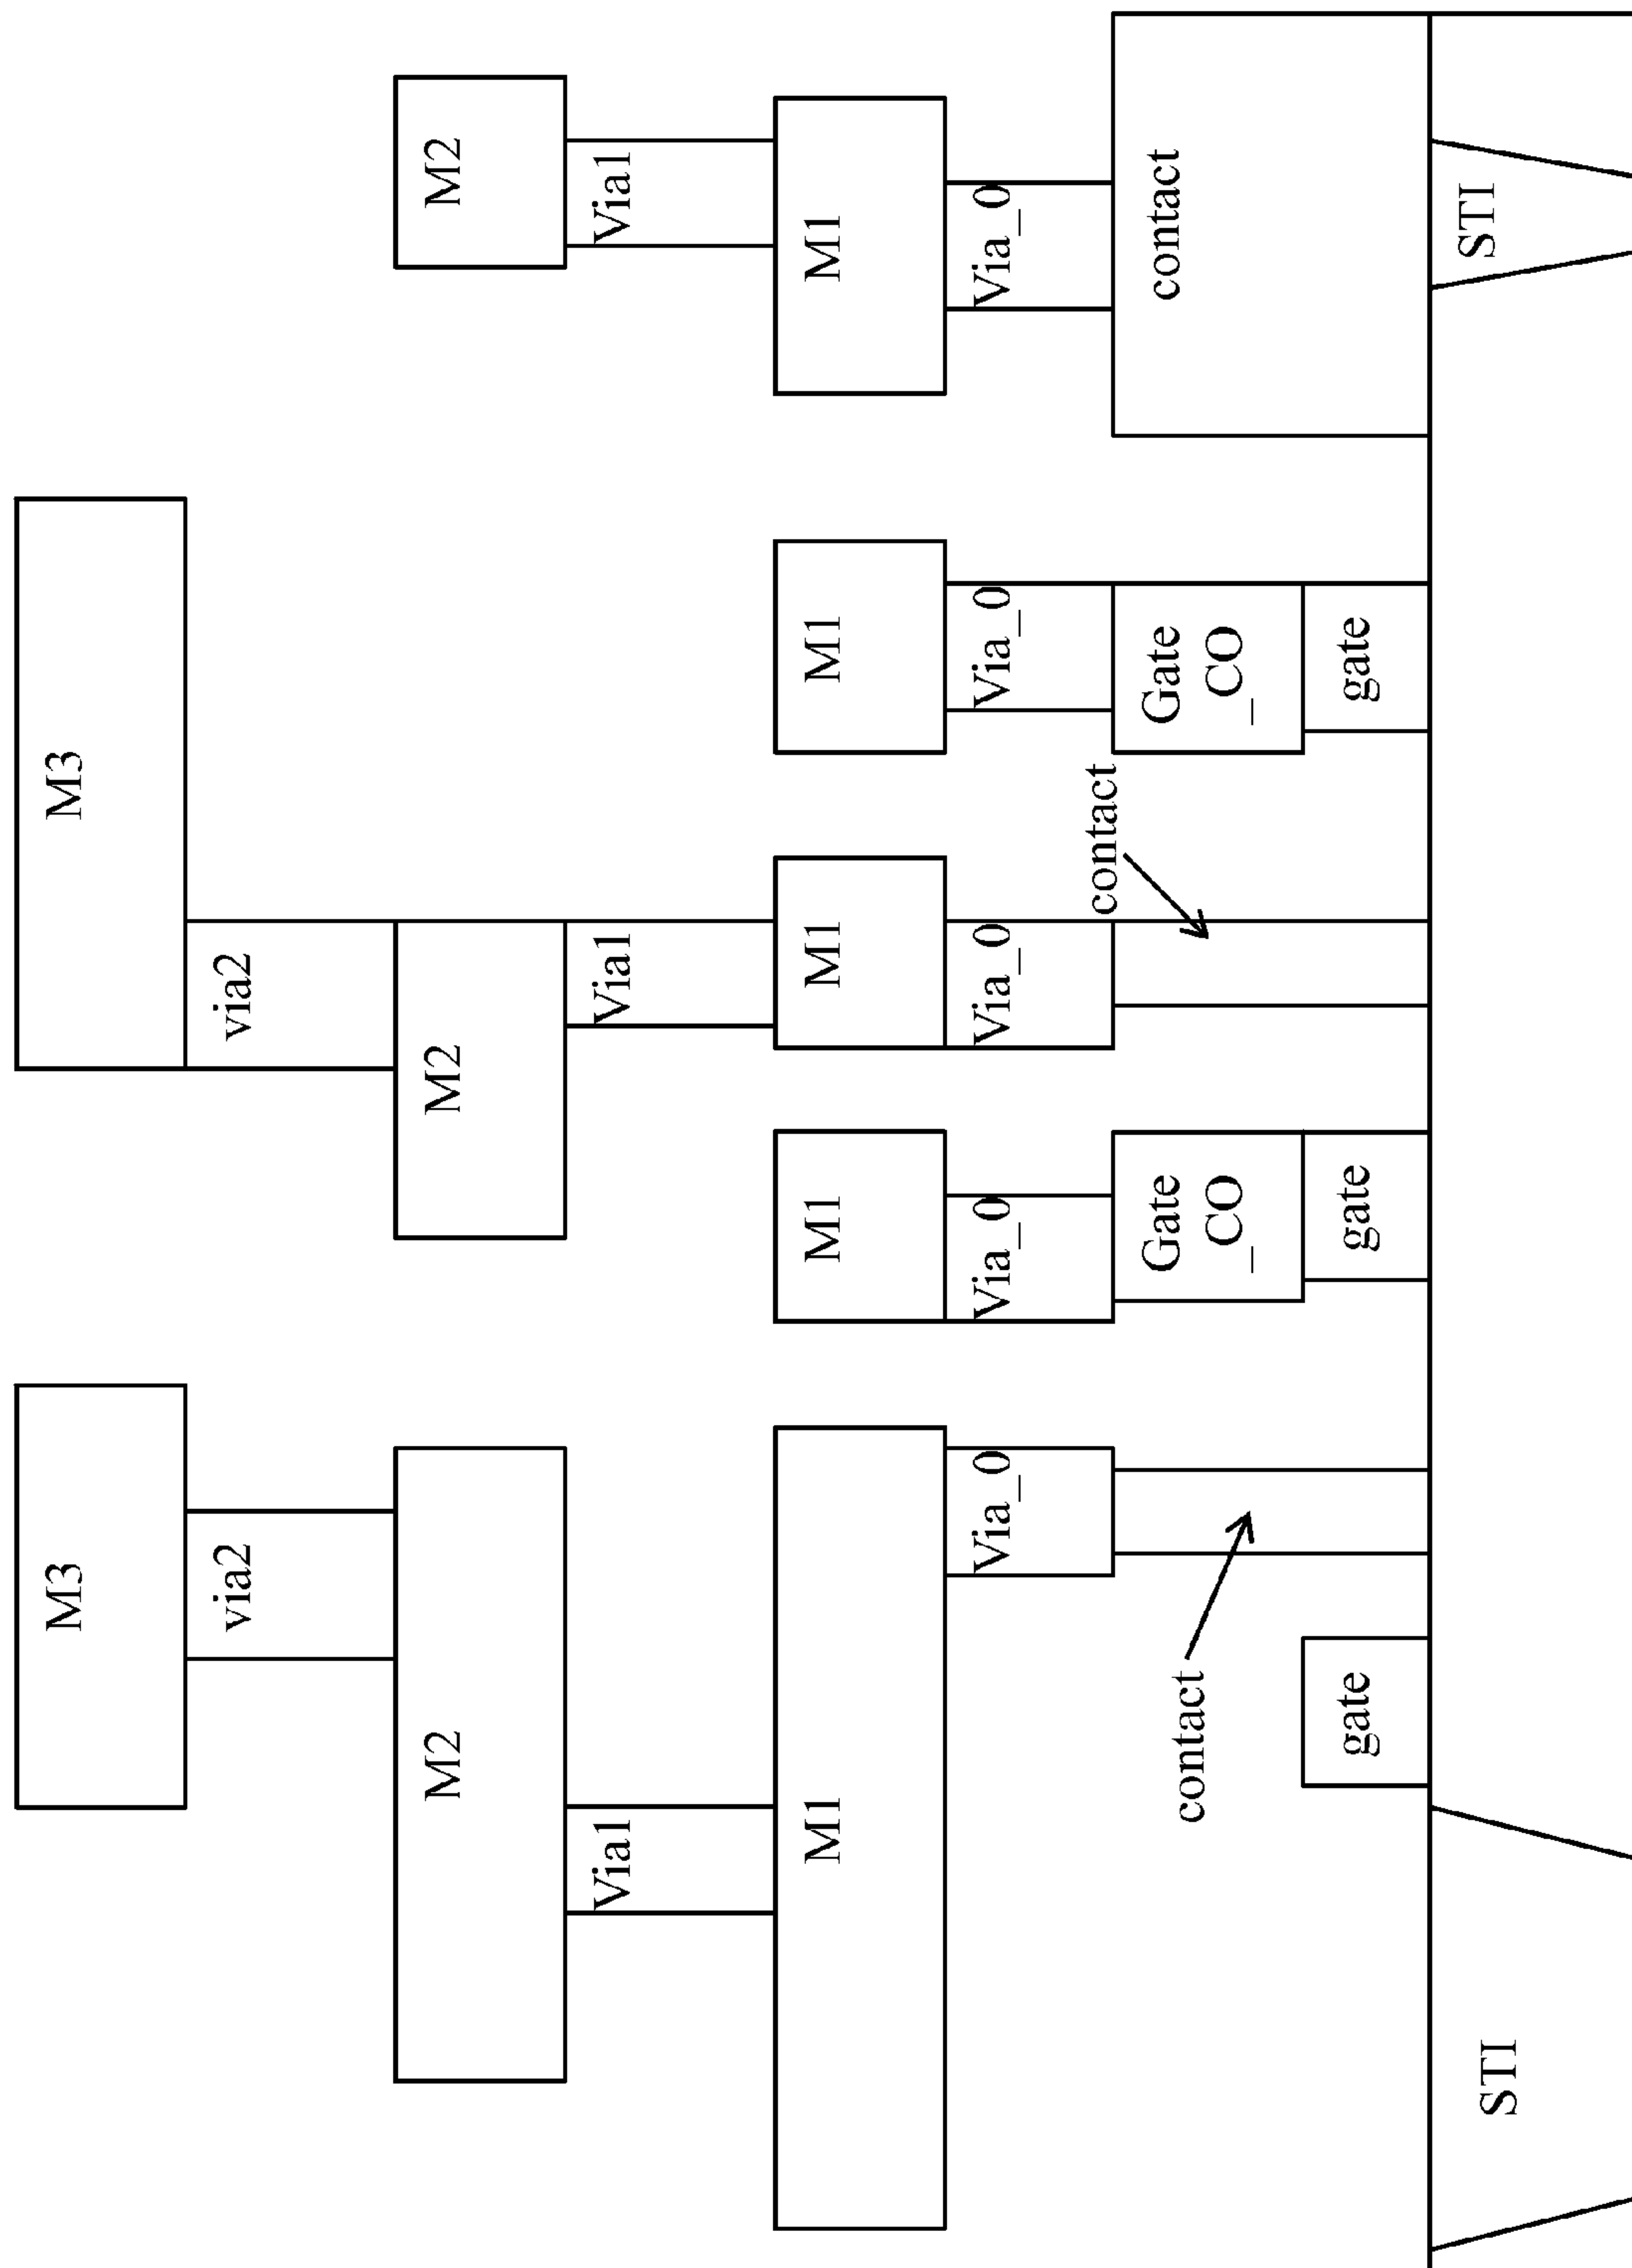 M3
M3
via2
via2
M2
M2
M2
Via1
Via1
Via1
M1
M1
M1
M1
M1
Via_0
Via_0
Via_0
Via_0
Via_0
contact
Gate
_CO
contact
Gate
_CO
contact
gate
gate
gate
STI
STI